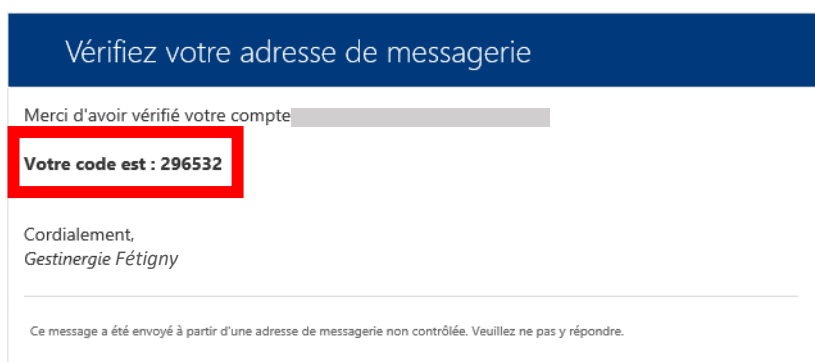 Vérifiez votre adresse de messagerie
Merci d'avoir vérifié votre compte
Votre code est : 296532
Cordialement,
Gestinergie Fétigny
Ce message a été envoyé à partir d'une adresse de messagerie non contrôlée. Veuillez ne pas y répondre.